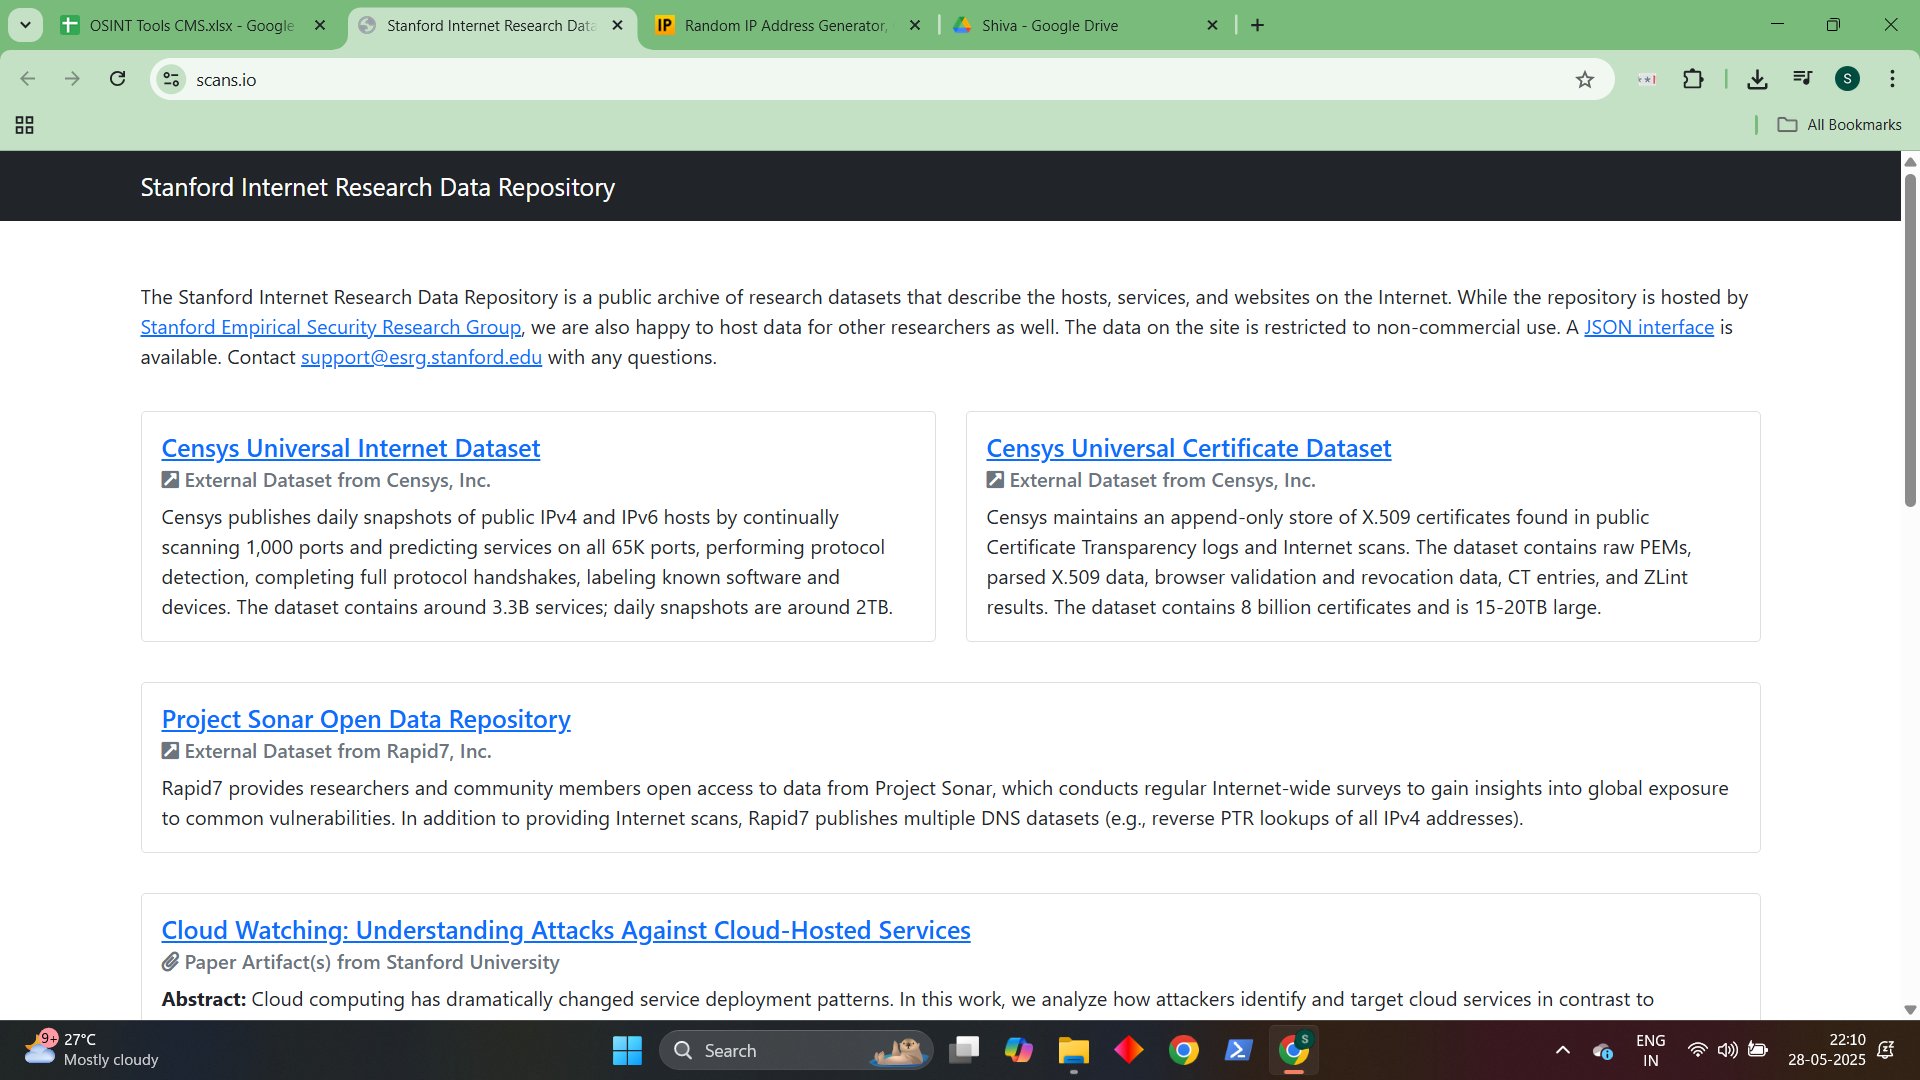 OSINT Tools CMS.xlsx - Google
Stanford Internet Research Data
IP
Random IP Address Generator,
Shiva - Google Drive
scans.io
S
All Bookmarks
Stanford Internet Research Data Repository
The Stanford Internet Research Data Repository is a public archive of research datasets that describe the hosts, services, and websites on the Internet. While the repository is hosted by
Stanford Empirical Security Research Group, we are also happy to host data for other researchers as well. The data on the site is restricted to non-commercial use. A JSON interface is
available. Contact support@esrg.stanford.edu with any questions.
Censys Universal Internet Dataset
External Dataset from Censys, Inc.
Censys publishes daily snapshots of public IPv4 and IPv6 hosts by continually
scanning 1,000 ports and predicting services on all 65K ports, performing protocol
detection, completing full protocol handshakes, labeling known software and
devices. The dataset contains around 3.3B services; daily snapshots are around 2TB.
Censys Universal Certificate Dataset
External Dataset from Censys, Inc.
Censys maintains an append-only store of X.509 certificates found in public
Certificate Transparency logs and Internet scans. The dataset contains raw PEMs,
parsed X.509 data, browser validation and revocation data, CT entries, and ZLint
results. The dataset contains 8 billion certificates and is 15-20TB large.
Project Sonar Open Data Repository
External Dataset from Rapid7, Inc.
Rapid7 provides researchers and community members open access to data from Project Sonar, which conducts regular Internet-wide surveys to gain insights into global exposure
to common vulnerabilities. In addition to providing Internet scans, Rapid7 publishes multiple DNS datasets (e.g., reverse PTR lookups of all IPv4 addresses).
Cloud Watching: Understanding Attacks Against Cloud-Hosted Services
Paper Artifact(s) from Stanford University
Abstract: Cloud computing has dramatically changed service deployment patterns. In this work, we analyze how attackers identify and target cloud services in contrast to
9+
27°C
Mostly cloudy
Search
S
ENG
IN
22:10
28-05-2025